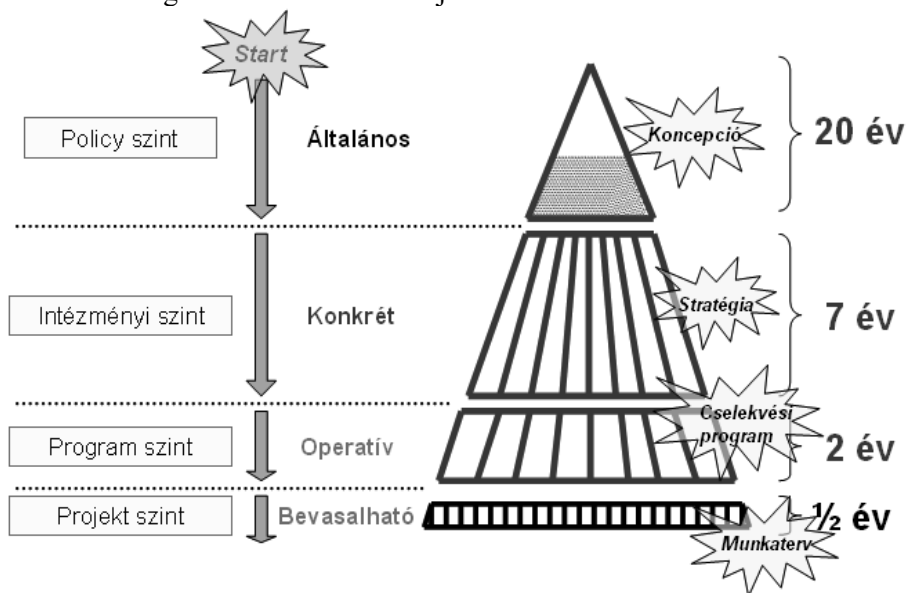 Start
Policy szint
Általános
Koncepció
20 év
Intézményi szint
Konkrét
Stratégia
7 év
Program szint
Operatív
Cselekvési
program
2 év
Projekt szint
Bevasalható
Munkaterv
½ év